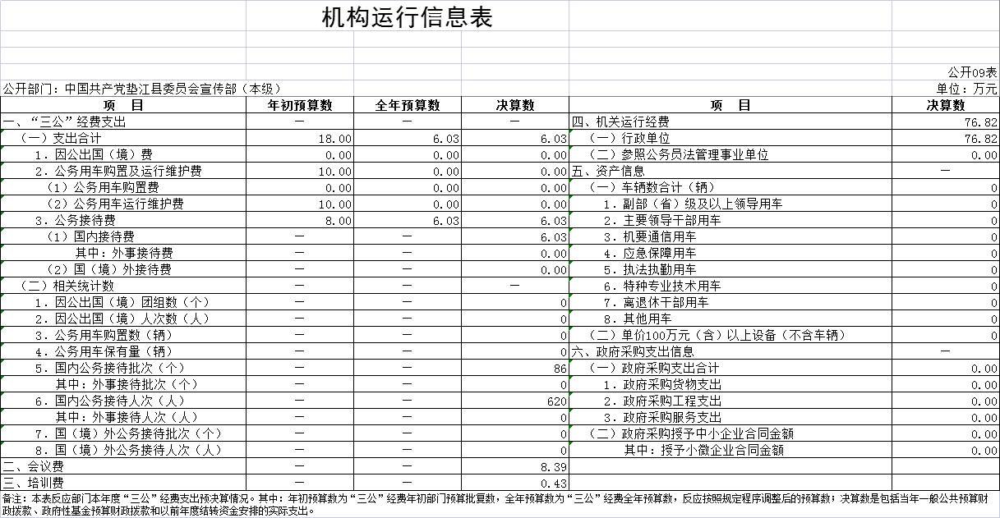 机构运行信息表
公开09表
公开部门：中国共产党垫江县委员会宣传部（本级） 单位：万元
项 目 年初预算数 全年预算数 决算数 项 目 决算数
一、“三公”经费支出 — — — 四、机关运行经费 76.82
（一）支出合计 18.00 6.03 6.03 （一）行政单位 76.82
1．因公出国（境）费 0.00 0.00 0.00 （二）参照公务员法管理事业单位 0.00
2．公务用车购置及运行维护费 10.00 0.00 0.00 五、资产信息 —
（1）公务用车购置费 0.00 0.00 0.00 （一）车辆数合计（辆） 0
（2）公务用车运行维护费 10.00 0.00 0.00 1．副部（省）级及以上领导用车 0
3．公务接待费 8.00 6.03 6.03 2．主要领导干部用车 0
（1）国内接待费 — — 6.03 3．机要通信用车 0
其中：外事接待费 — — 0.00 4．应急保障用车 0
（2）国（境）外接待费 — — 0.00 5．执法执勤用车 0
（二）相关统计数 — — — 6．特种专业技术用车 0
1．因公出国（境）团组数（个） — — 0 7．离退休干部用车 0
2．因公出国（境）人次数（人） — — 0 8．其他用车 0
3．公务用车购置数（辆） — — 0 （二）单价100万元（含）以上设备（不含车辆） 0
4．公务用车保有量（辆） — — 0 六、政府采购支出信息 —
5．国内公务接待批次（个） — — 86 （一）政府采购支出合计 0.00
其中：外事接待批次（个） — — 0 1．政府采购货物支出 0.00
6．国内公务接待人次（人） — — 620 2．政府采购工程支出 0.00
其中：外事接待人次（人） — — 0 3．政府采购服务支出 0.00
7．国（境）外公务接待批次（个） — — 0 （二）政府采购授予中小企业合同金额 0.00
8．国（境）外公务接待人次（人） — — 0 其中：授予小微企业合同金额 0.00
二、会议费 — — 8.39
三、培训费 — — 0.43
备注：本表反应部门本年度“三公”经费支出预决算情况。其中：年初预算数为“三公”经费年初部门预算批复数，全年预算数为“三公”经费全年预算数，反应按照规定程序调整后的预算数；决算数是包括当年一般公共预算财
政拨款、政府性基金预算财政拨款和以前年度结转资金安排的实际支出。